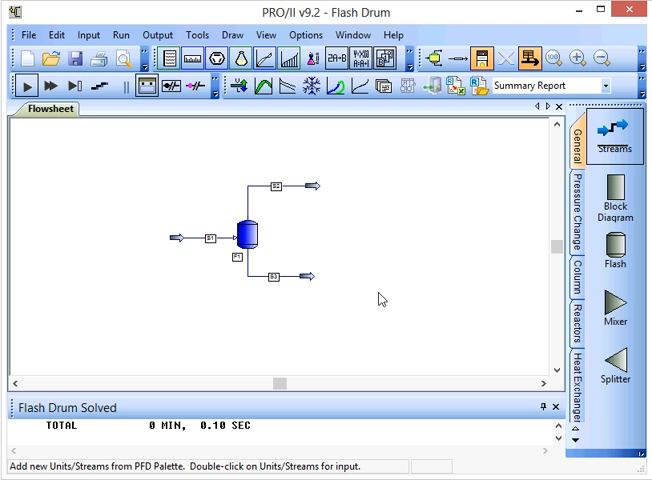 PRO/II v9.2 - Flash Drum
File Edit Input Run Output Tools Draw View Options Window Help
2A+B
100
Summary Report
Flowsheet
S2
S1
F1
S3
General
Pressure Change
Column
Reactors
Heat Exchanger
Streams
Block
Diagram
Flash
Mixer
Splitter
Flash Drum Solved
TOTAL 0 MIN, 0.10 SEC
Add new Units/Streams from PFD Palette. Double-click on Units/Streams for input.